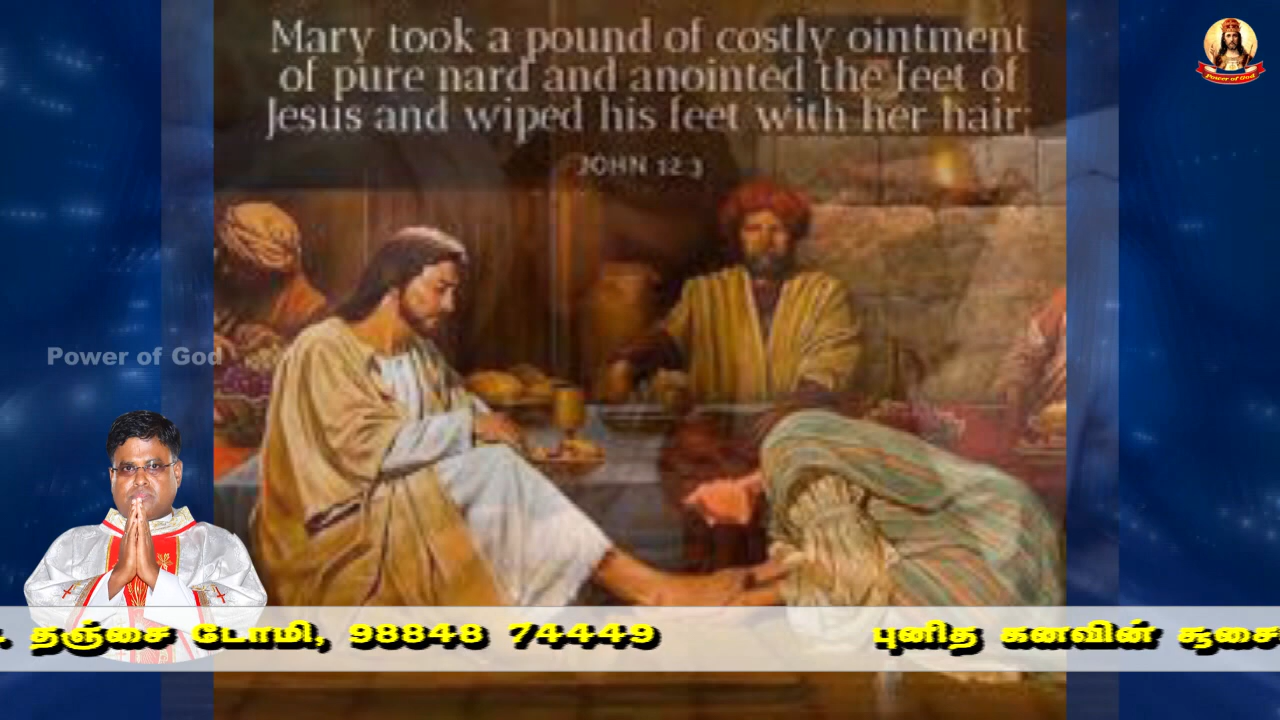 Mary took a pound of costly ointment
of pure nard and anointed the feet of
Jesus and wiped his feet with her hair;
JOHN 12:3
Power of God
Power of God
. தஞ்சை டோமி, 98848 74449 புனித கனவின் சூசை